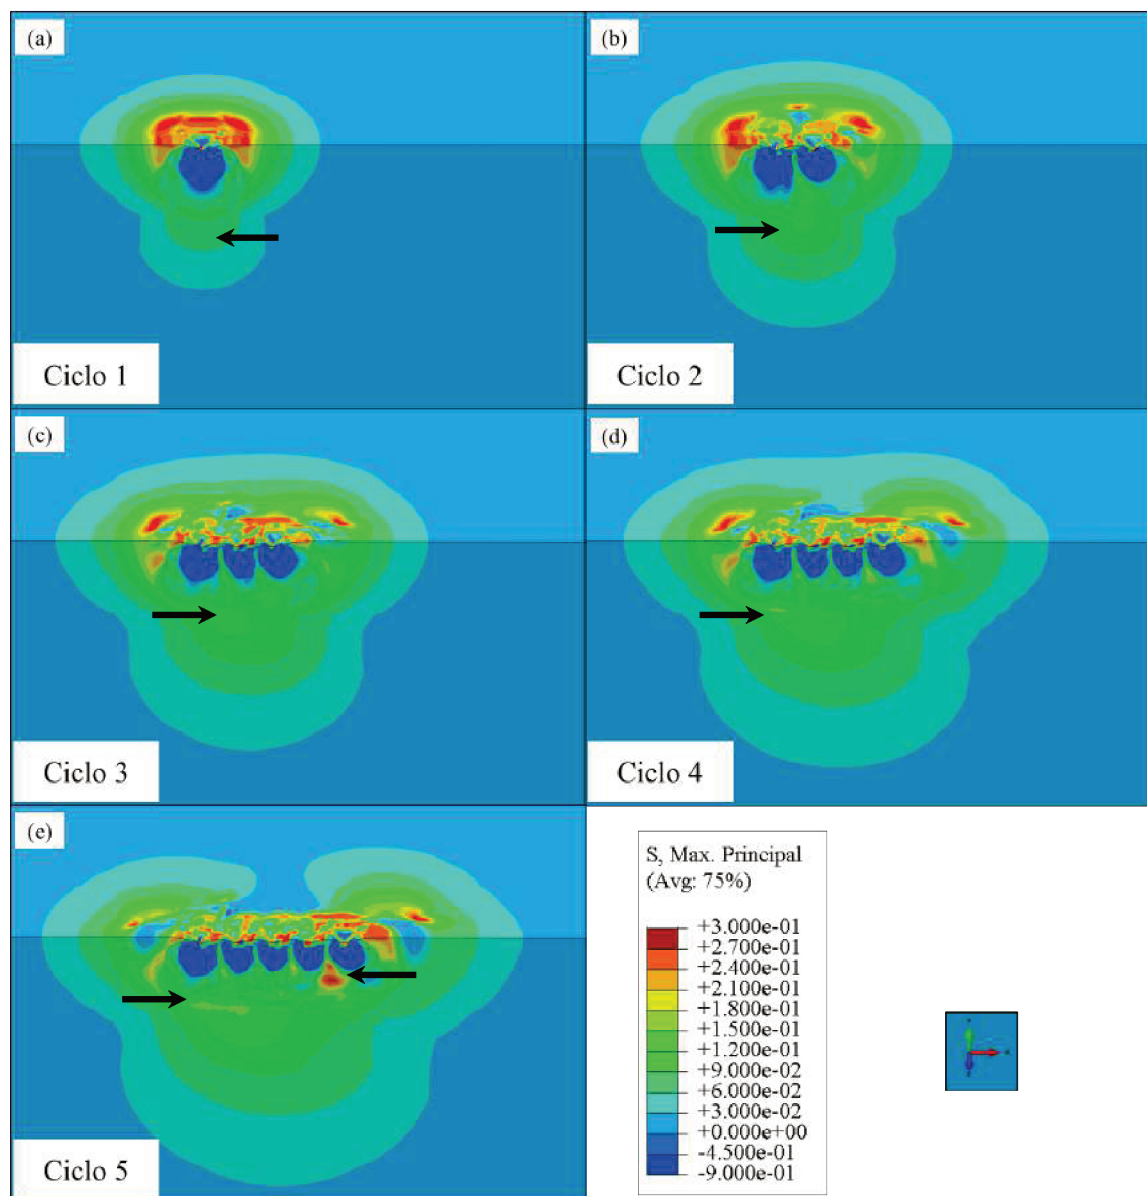 (a)
(b)
Ciclo 1
Ciclo 2
(c)
(d)
Ciclo 3
Ciclo 4
(e)
Ciclo 5
S, Max. Principal
(Avg: 75%)
+3.000e-01
+2.700e-01
+2.400e-01
+2.100e-01
+1.800e-01
+1.500e-01
+1.200e-01
+9.000e-02
+6.000e-02
+3.000e-02
+0.000e+00
-4.500e-01
-9.000e-01